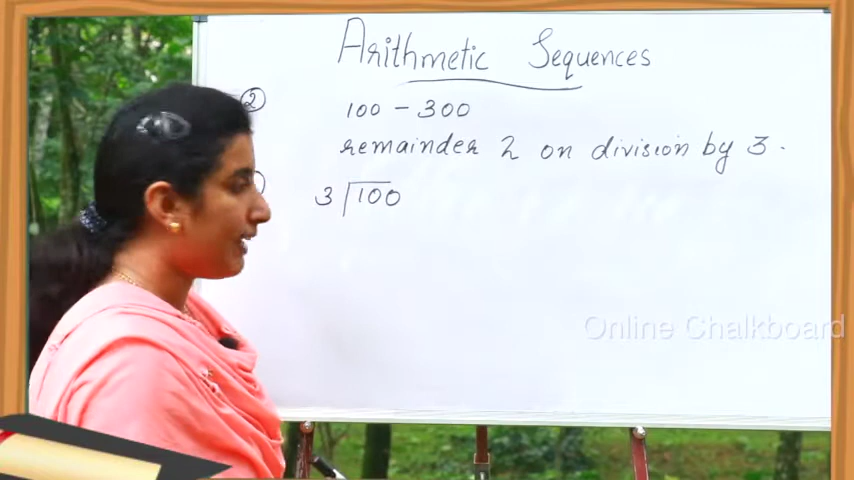 Arithmetic Sequences
2
100 - 300
remainder 2 on division by 3.
3 100
Online Chalkboard